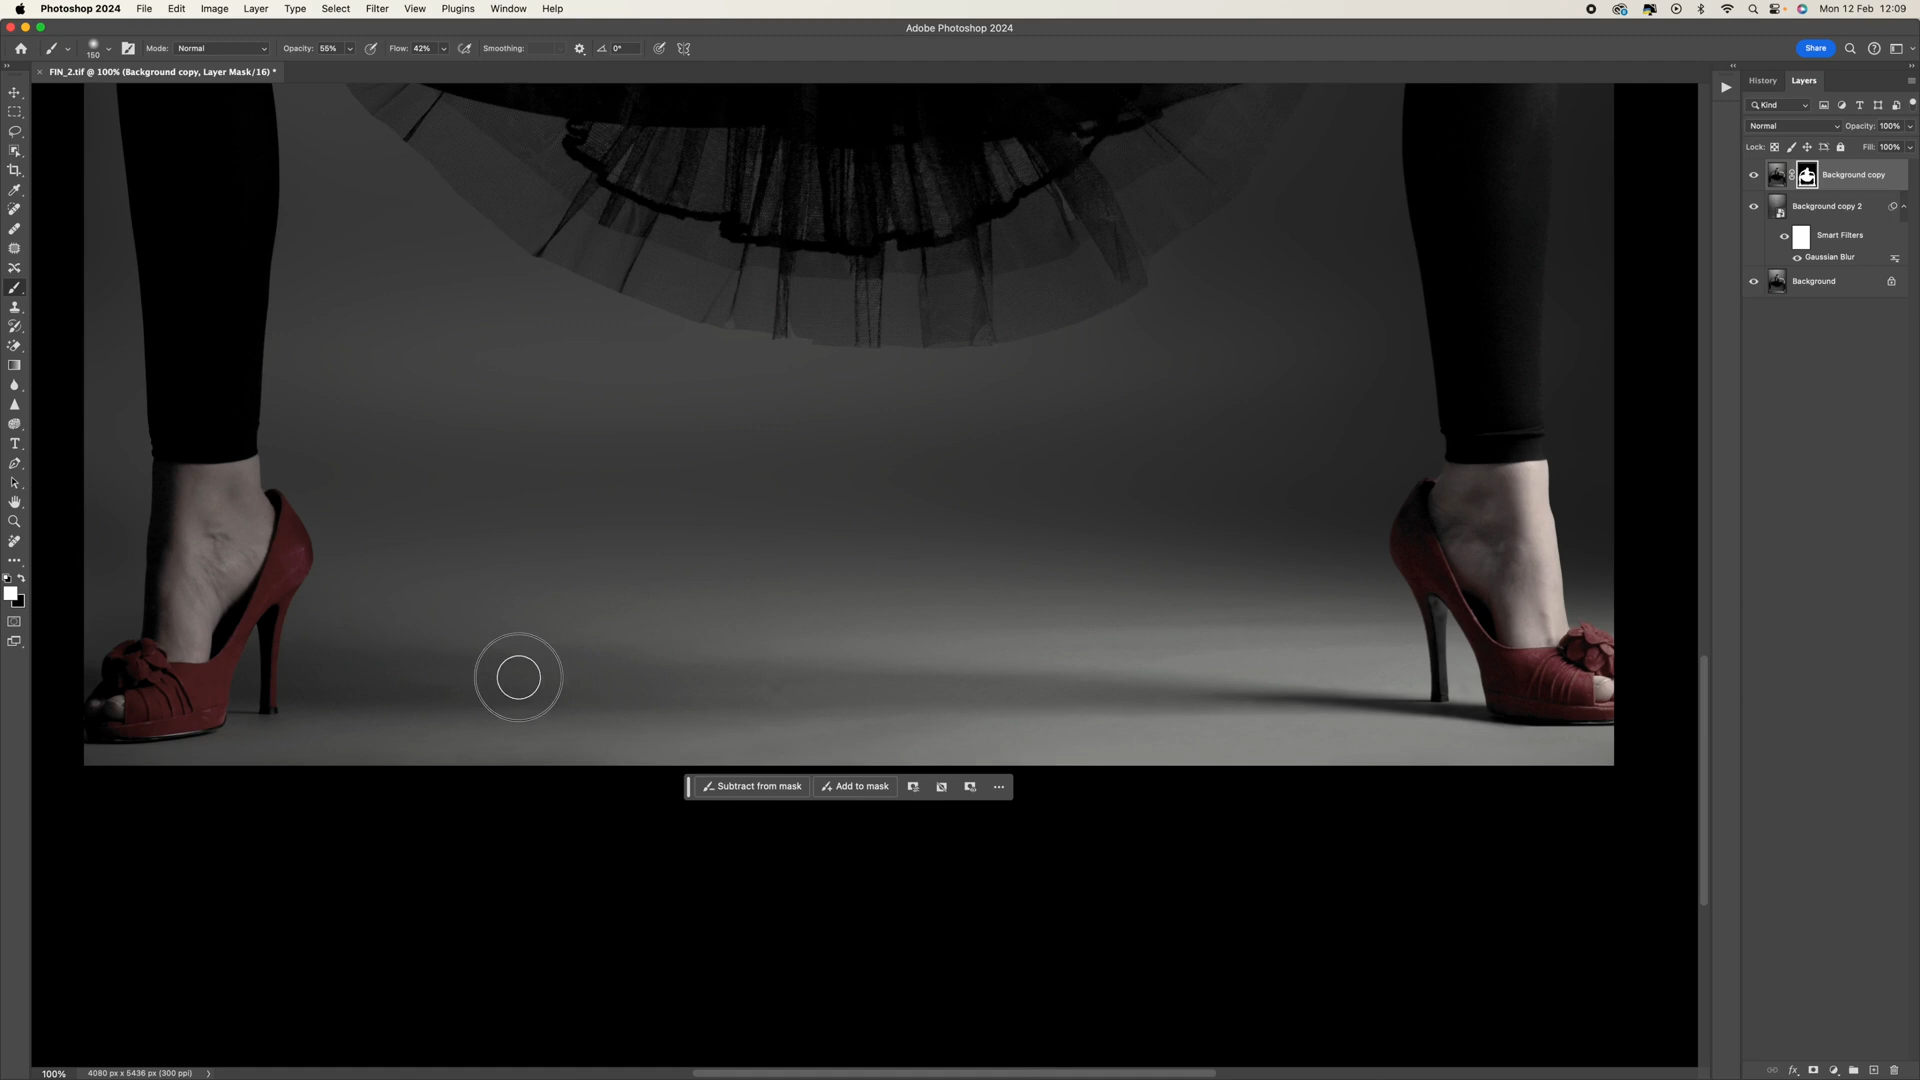 Photoshop 2024 File Edit Image Layer Type Select Filter View Plugins Window Help Mon 12 Feb 12:09
Adobe Photoshop 2024
150 Mode: Normal Opacity: 55% Flow: 42% Smoothing: 0° Share
FIN_2.tif @ 100% (Background copy, Layer Mask/16) *
History Layers
Kind
Normal Opacity: 100%
Lock: Fill: 100%
Background copy
Background copy 2
Smart Filters
Gaussian Blur
Background
Subtract from mask Add to mask
100% 4080 px x 5436 px (300 ppi)